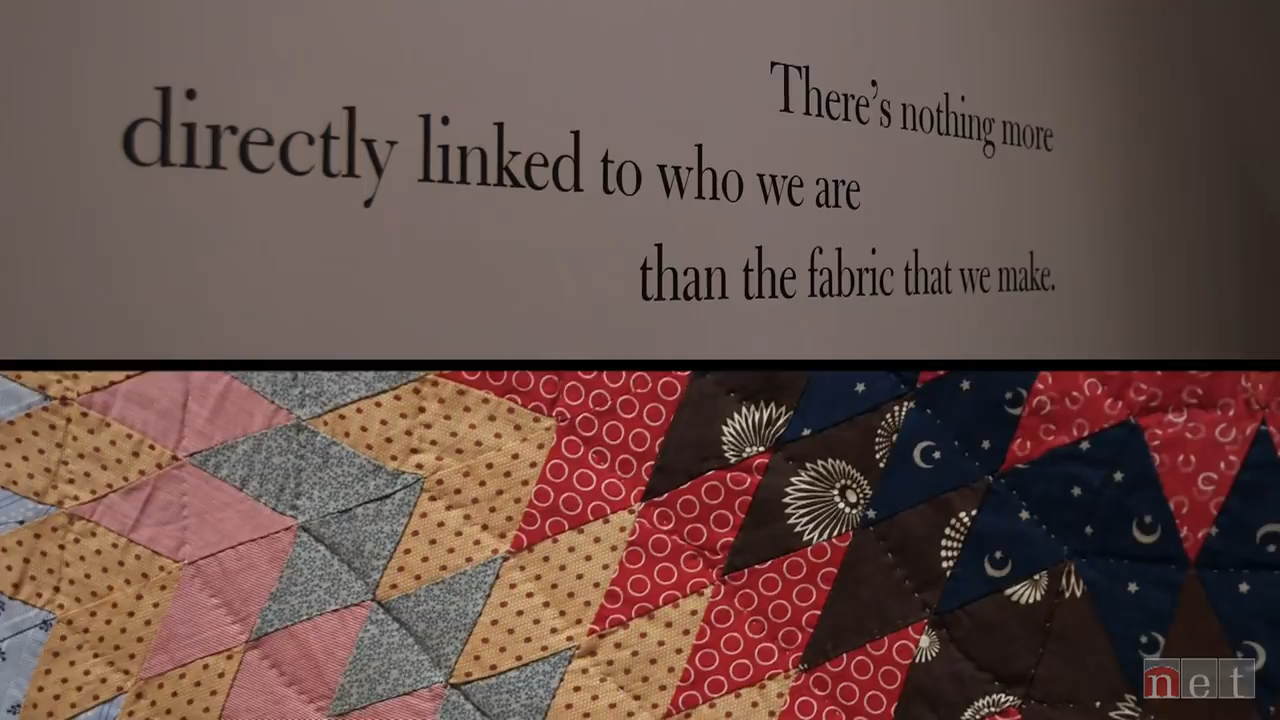 There's nothing more
directly linked to who we are
than the fabric that we make.
net